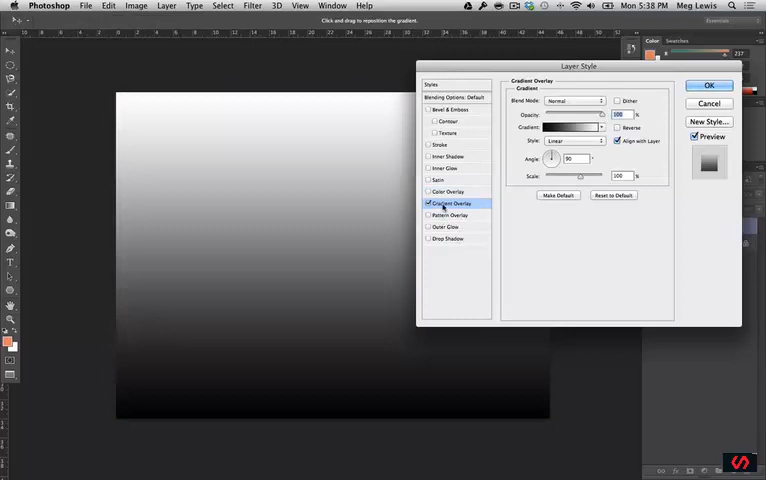 Photoshop File Edit Image Layer Type Select Filter 3D View Window Help Mon 5:38 PM Meg Lewis
Click and drag to reposition the gradient.
Essentials
Color Swatches
R 237
Layer Style
Styles
Blending Options: Default
Bevel & Emboss
Contour
Texture
Stroke
Inner Shadow
Inner Glow
Satin
Color Overlay
Gradient Overlay
Pattern Overlay
Outer Glow
Drop Shadow
Gradient Overlay
Gradient
Blend Mode: Normal Dither
Opacity: 100 %
Gradient: Reverse
Style: Linear Align with Layer
Angle: 90 °
Scale: 100 %
Make Default Reset to Default
OK
Cancel
New Style...
Preview